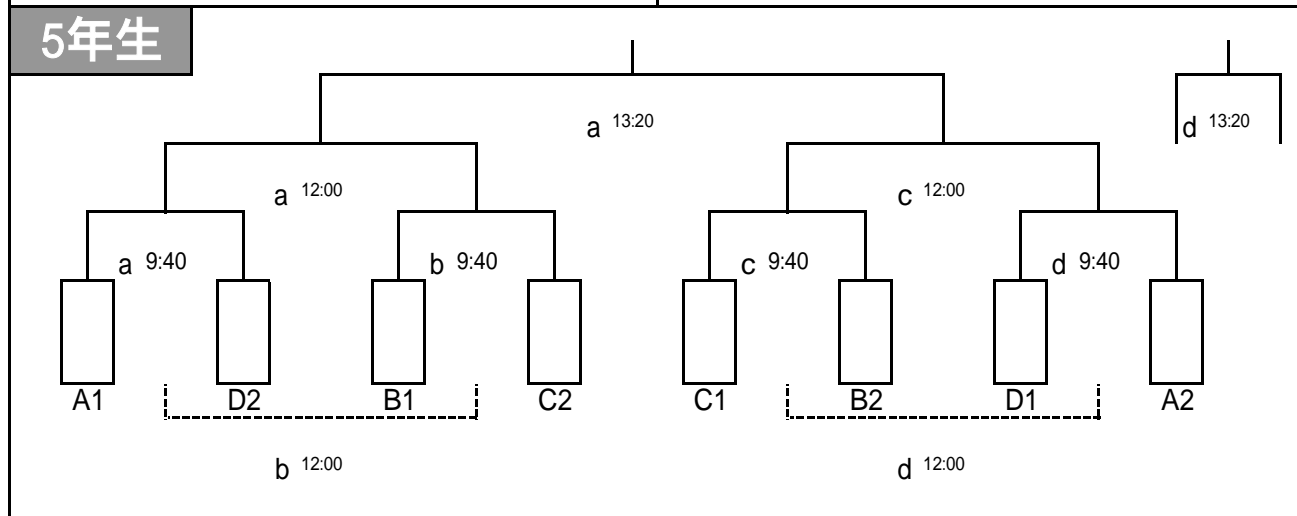 5年生
a 13:20
d 13:20
a 12:00
c 12:00
a 9:40
b 9:40
c 9:40
d 9:40
A1
D2
B1
C2
C1
B2
D1
A2
b 12:00
d 12:00